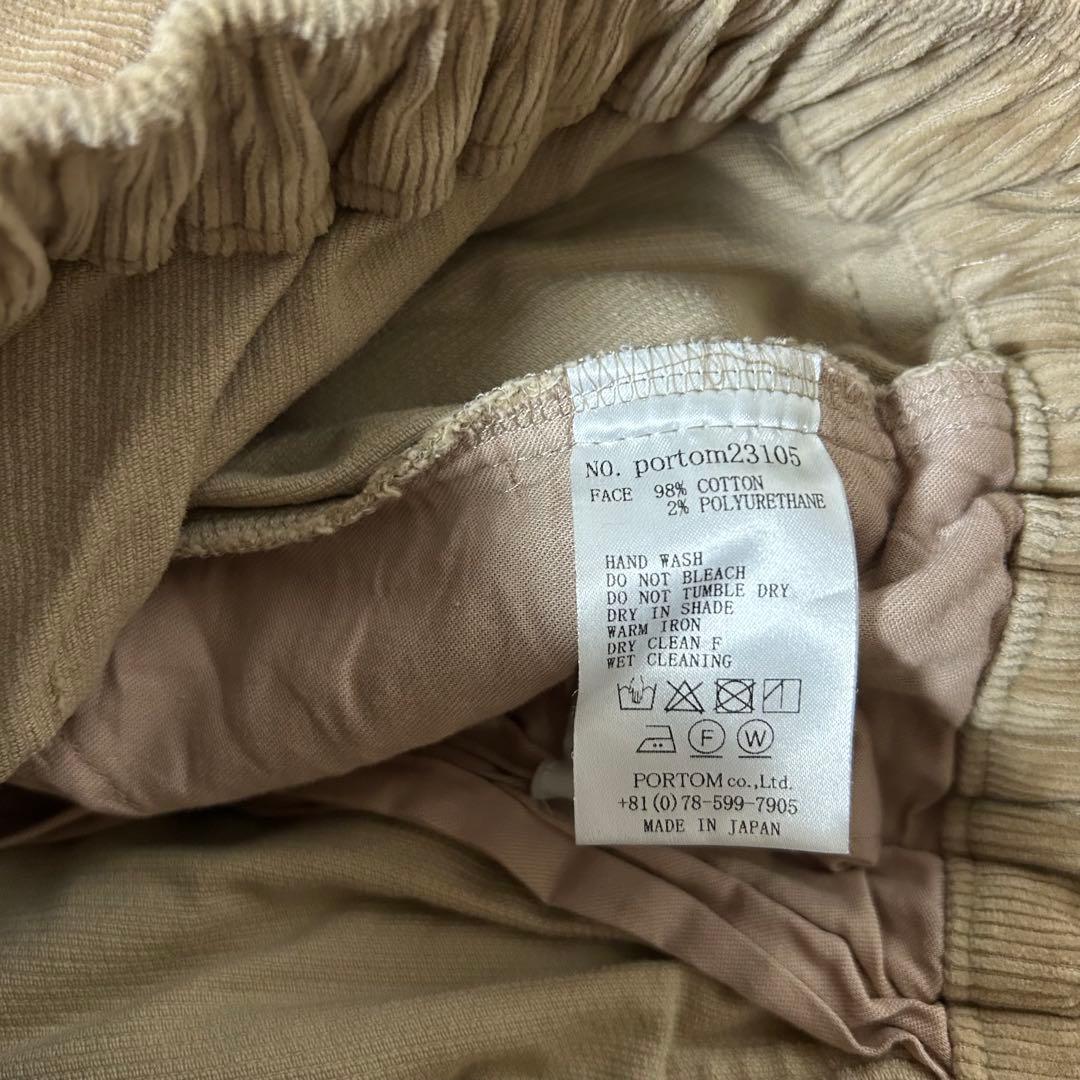 NO. portom23105
FACE 98% COTTON
2% POLYURETHANE
HAND WASH
DO NOT BLEACH
DO NOT TUMBLE DRY
DRY IN SHADE
WARM IRON
DRY CLEAN F
WET CLEANING
F W
PORTOM co.,Ltd.
+81(0)78-599-7905
MADE IN JAPAN